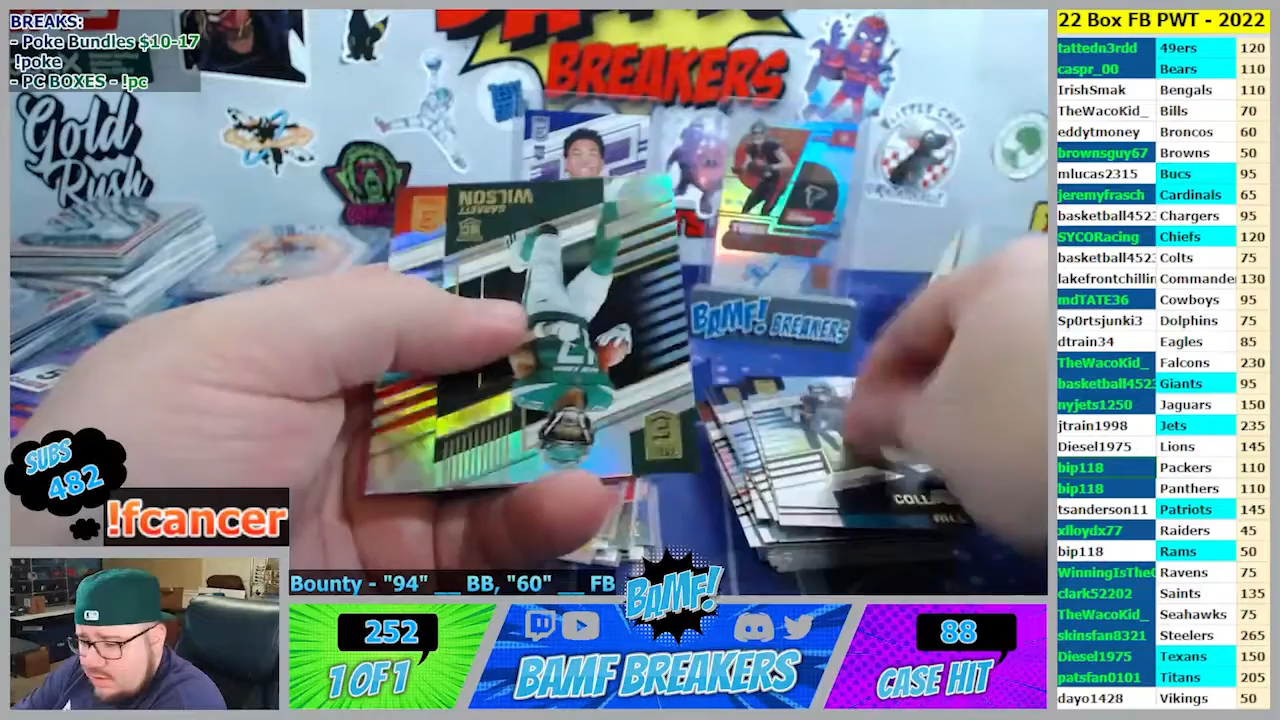 BREAKS:
- Poke Bundles $10-17
!poke
- PC BOXES - !pc
BREAKERS
Gold
Rush
GARRETT
WILSON
BAMF! BREAKERS
SUBS
482
!fcancer
Bounty - "94" __ BB, "60" __ FB
BAMF!
252
1 OF 1
BAMF BREAKERS
88
CASE HIT
22 Box FB PWT - 2022
tattedn3rdd 49ers 120
caspr_00 Bears 110
IrishSmak Bengals 110
TheWacoKid_ Bills 70
eddytmoney Broncos 60
brownsguy67 Browns 50
mlucas2315 Bucs 95
jeremyfrasch Cardinals 65
basketball4523 Chargers 95
SYCORacing Chiefs 120
basketball4523 Colts 75
lakefrontchillin Commande 130
mdTATE36 Cowboys 95
Sp0rtsjunki3 Dolphins 75
dtrain34 Eagles 85
TheWacoKid_ Falcons 230
basketball4523 Giants 95
nyjets1250 Jaguars 150
jtrain1998 Jets 235
Diesel1975 Lions 145
bip118 Packers 110
bip118 Panthers 110
tsanderson11 Patriots 145
xlloydx77 Raiders 45
bip118 Rams 50
WinningIsThe Ravens 75
clark52202 Saints 135
TheWacoKid_ Seahawks 75
skinsfan8321 Steelers 265
Diesel1975 Texans 150
patsfan0101 Titans 205
dayo1428 Vikings 50